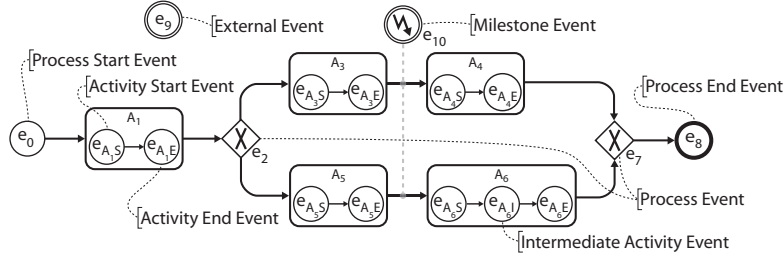 e9
External Event
Milestone Event
e10
Process Start Event
Activity Start Event
A3
eA3S
eA3E
A4
eA4S
eA4E
Process End Event
e0
A1
eA1S
eA1E
X
e2
X
e7
e8
A5
eA5S
eA5E
A6
eA6S
eA6I
eA6E
Process Event
Activity End Event
Intermediate Activity Event